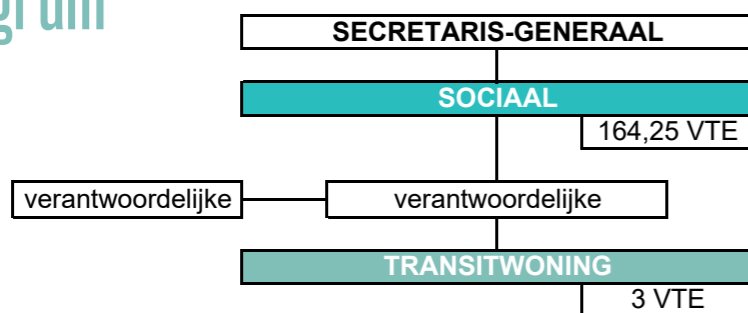 SECRETARIS-GENERAAL
SOCIAAL
164,25 VTE
verantwoordelijke verantwoordelijke
TRANSITWONING
3 VTE